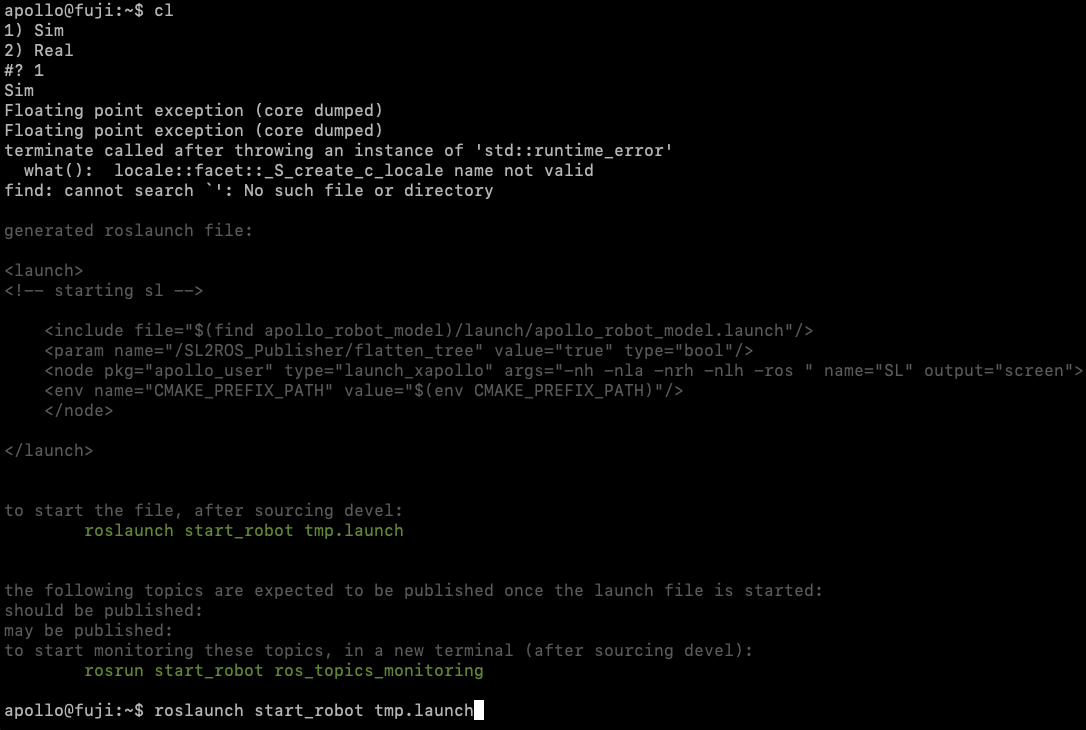 apollo@fuji:~$ cl
1) Sim
2) Real
#? 1
Sim
Floating point exception (core dumped)
Floating point exception (core dumped)
terminate called after throwing an instance of 'std::runtime_error'
  what():  locale::facet::_S_create_c_locale name not valid
find: cannot search `': No such file or directory
generated roslaunch file:
<launch>
<!-- starting sl -->
    <include file="$(find apollo_robot_model)/launch/apollo_robot_model.launch"/>
    <param name="/SL2ROS_Publisher/flatten_tree" value="true" type="bool"/>
    <node pkg="apollo_user" type="launch_xapollo" args="-nh -nla -nrh -nlh -ros " name="SL" output="screen">
    <env name="CMAKE_PREFIX_PATH" value="$(env CMAKE_PREFIX_PATH)"/>
    </node>
</launch>
to start the file, after sourcing devel:
        roslaunch start_robot tmp.launch
the following topics are expected to be published once the launch file is started:
should be published:
may be published:
to start monitoring these topics, in a new terminal (after sourcing devel):
        rosrun start_robot ros_topics_monitoring
apollo@fuji:~$ roslaunch start_robot tmp.launch